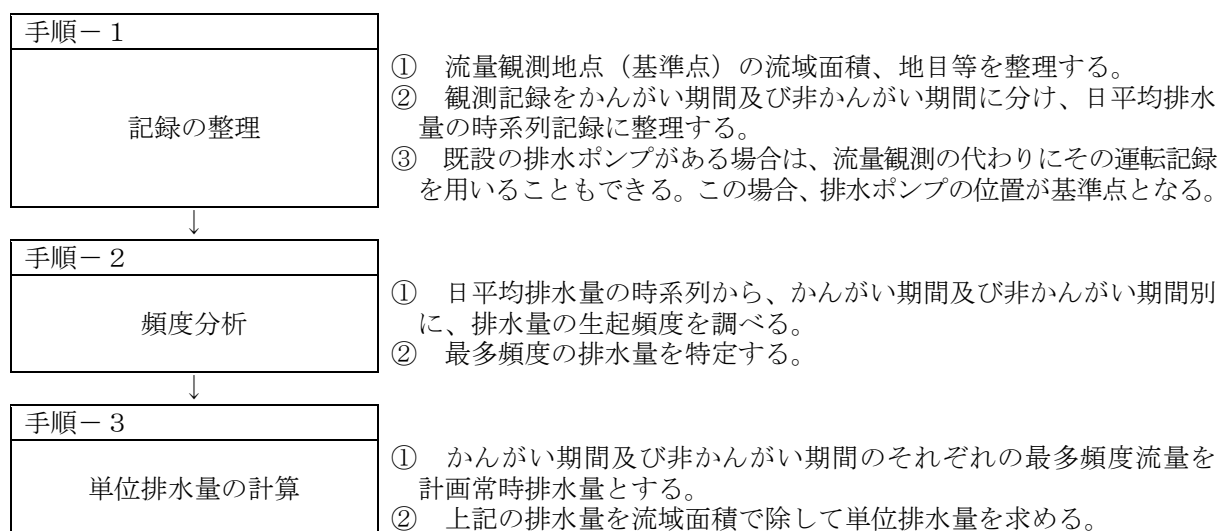 手順－１
記録の整理
① 流量観測地点（基準点）の流域面積、地目等を整理する。
② 観測記録をかんがい期間及び非かんがい期間に分け、日平均排水
量の時系列記録に整理する。
③ 既設の排水ポンプがある場合は、流量観測の代わりにその運転記録
を用いることもできる。この場合、排水ポンプの位置が基準点となる。
↓
手順－２
頻度分析
① 日平均排水量の時系列から、かんがい期間及び非かんがい期間別
に、排水量の生起頻度を調べる。
② 最多頻度の排水量を特定する。
↓
手順－３
単位排水量の計算
① かんがい期間及び非かんがい期間のそれぞれの最多頻度流量を
計画常時排水量とする。
② 上記の排水量を流域面積で除して単位排水量を求める。